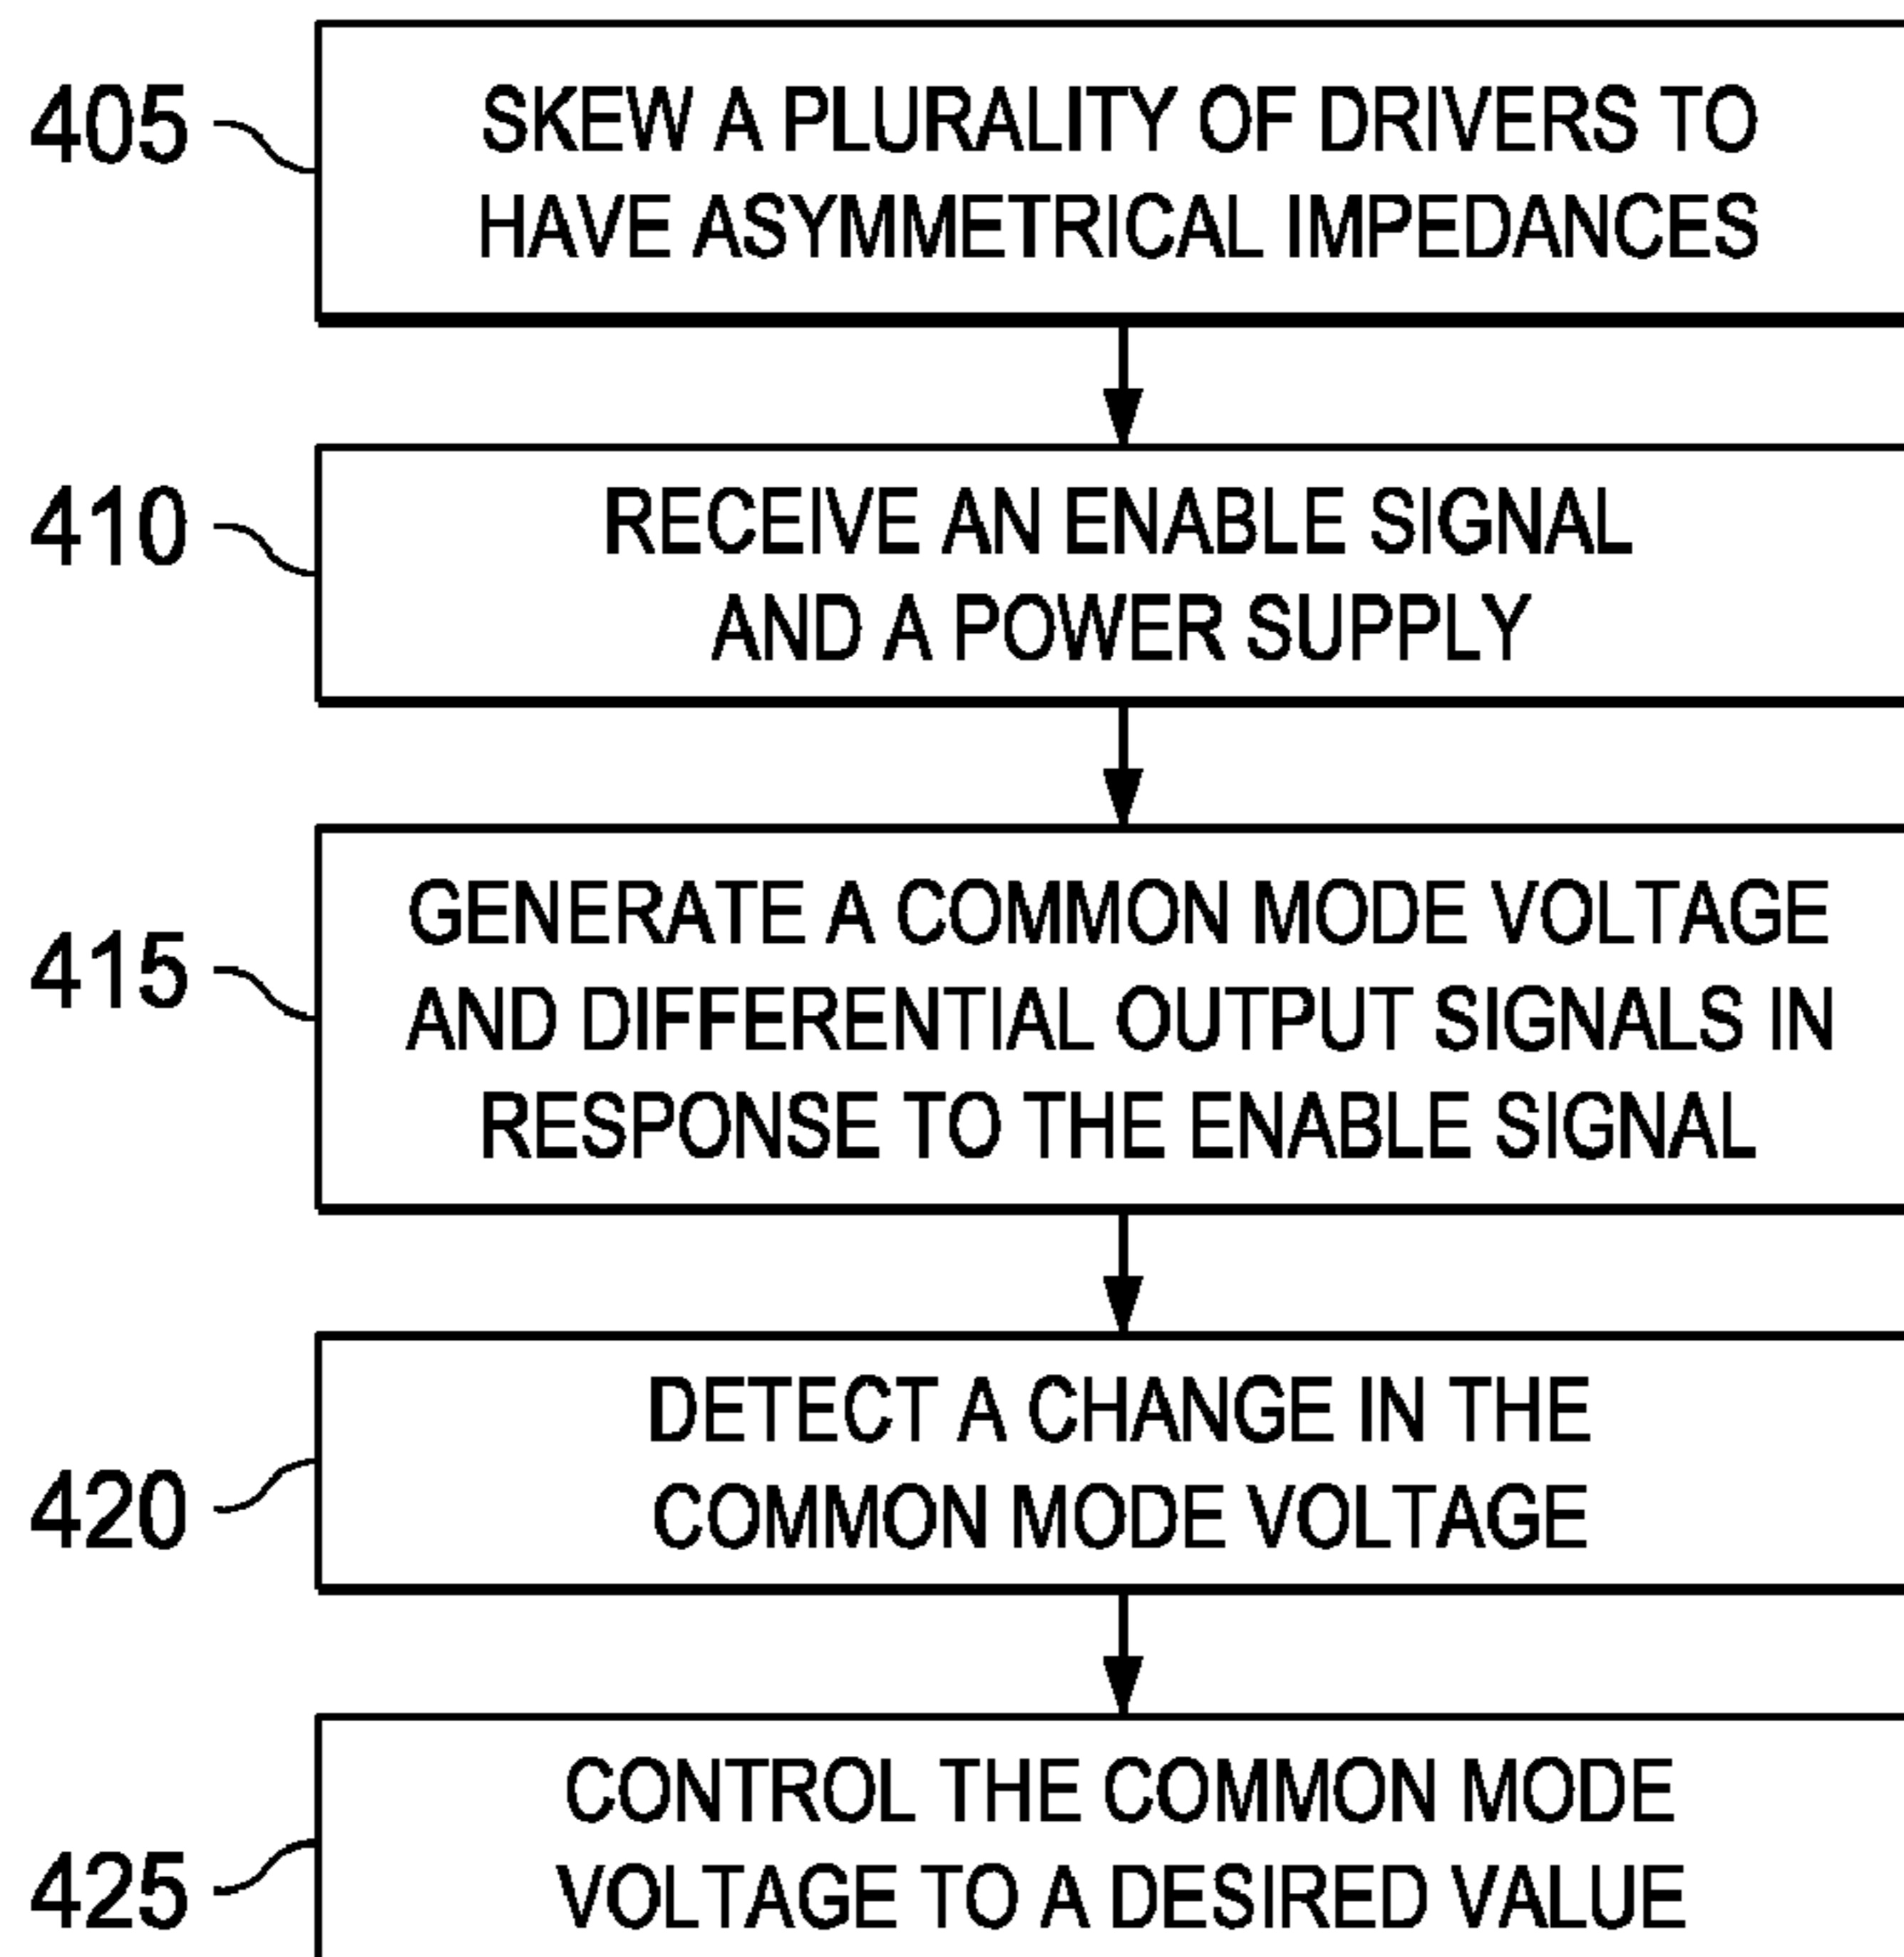 405
SKEW A PLURALITY OF DRIVERS TO
HAVE ASYMMETRICAL IMPEDANCES
410
RECEIVE AN ENABLE SIGNAL
AND A POWER SUPPLY
415
GENERATE A COMMON MODE VOLTAGE
AND DIFFERENTIAL OUTPUT SIGNALS IN
RESPONSE TO THE ENABLE SIGNAL
420
DETECT A CHANGE IN THE
COMMON MODE VOLTAGE
425
CONTROL THE COMMON MODE
VOLTAGE TO A DESIRED VALUE